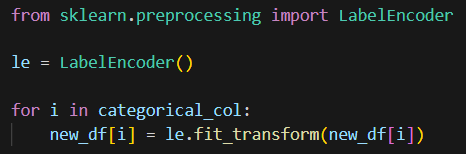 from sklearn.preprocessing import LabelEncoder
le = LabelEncoder()
for i in categorical_col:
    new_df[i] = le.fit_transform(new_df[i])